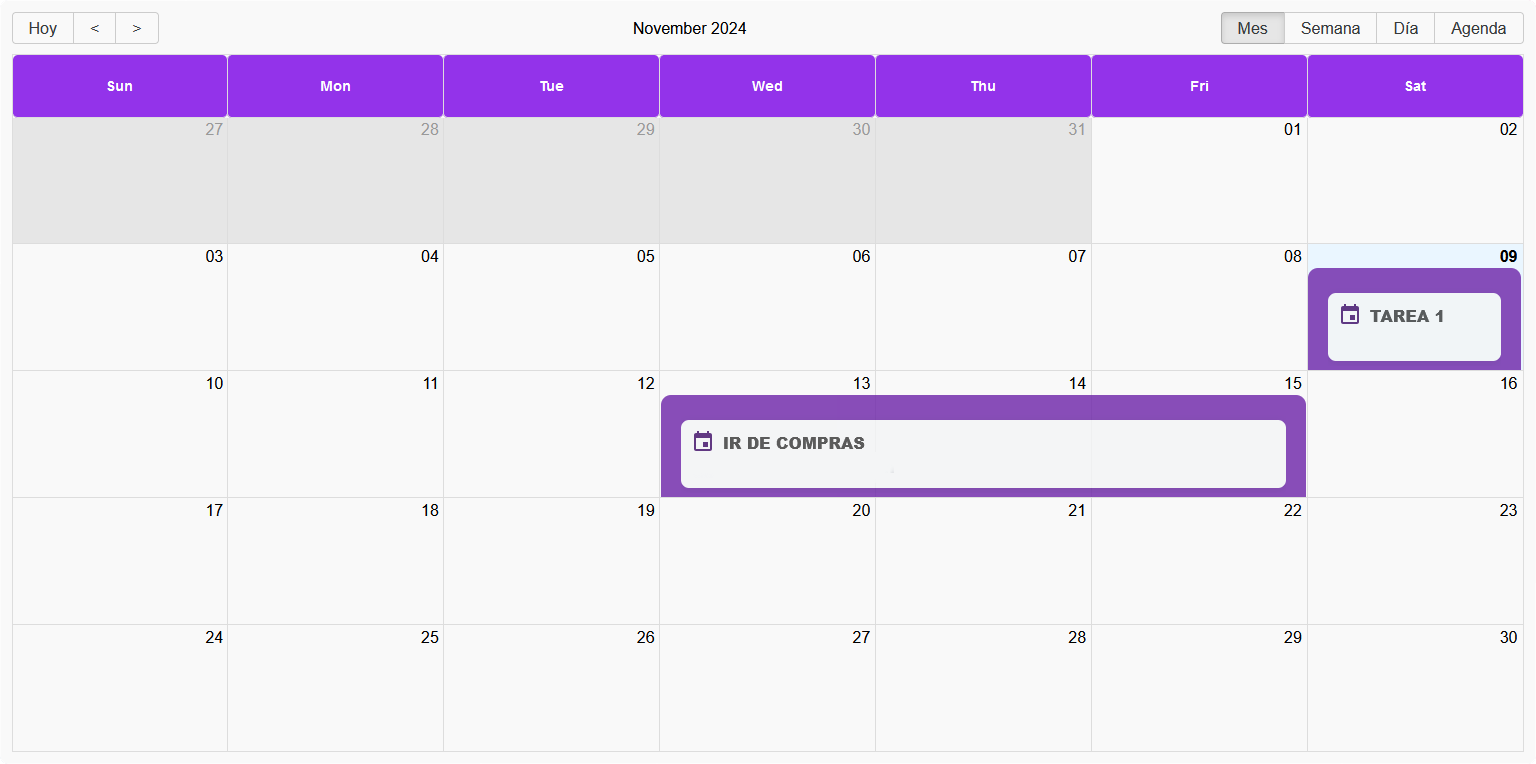 Hoy < > November 2024 Mes Semana Día Agenda
Sun Mon Tue Wed Thu Fri Sat
27 28 29 30 31 01 02
03 04 05 06 07 08 09
TAREA 1
10 11 12 13 14 15 16
IR DE COMPRAS
17 18 19 20 21 22 23
24 25 26 27 28 29 30